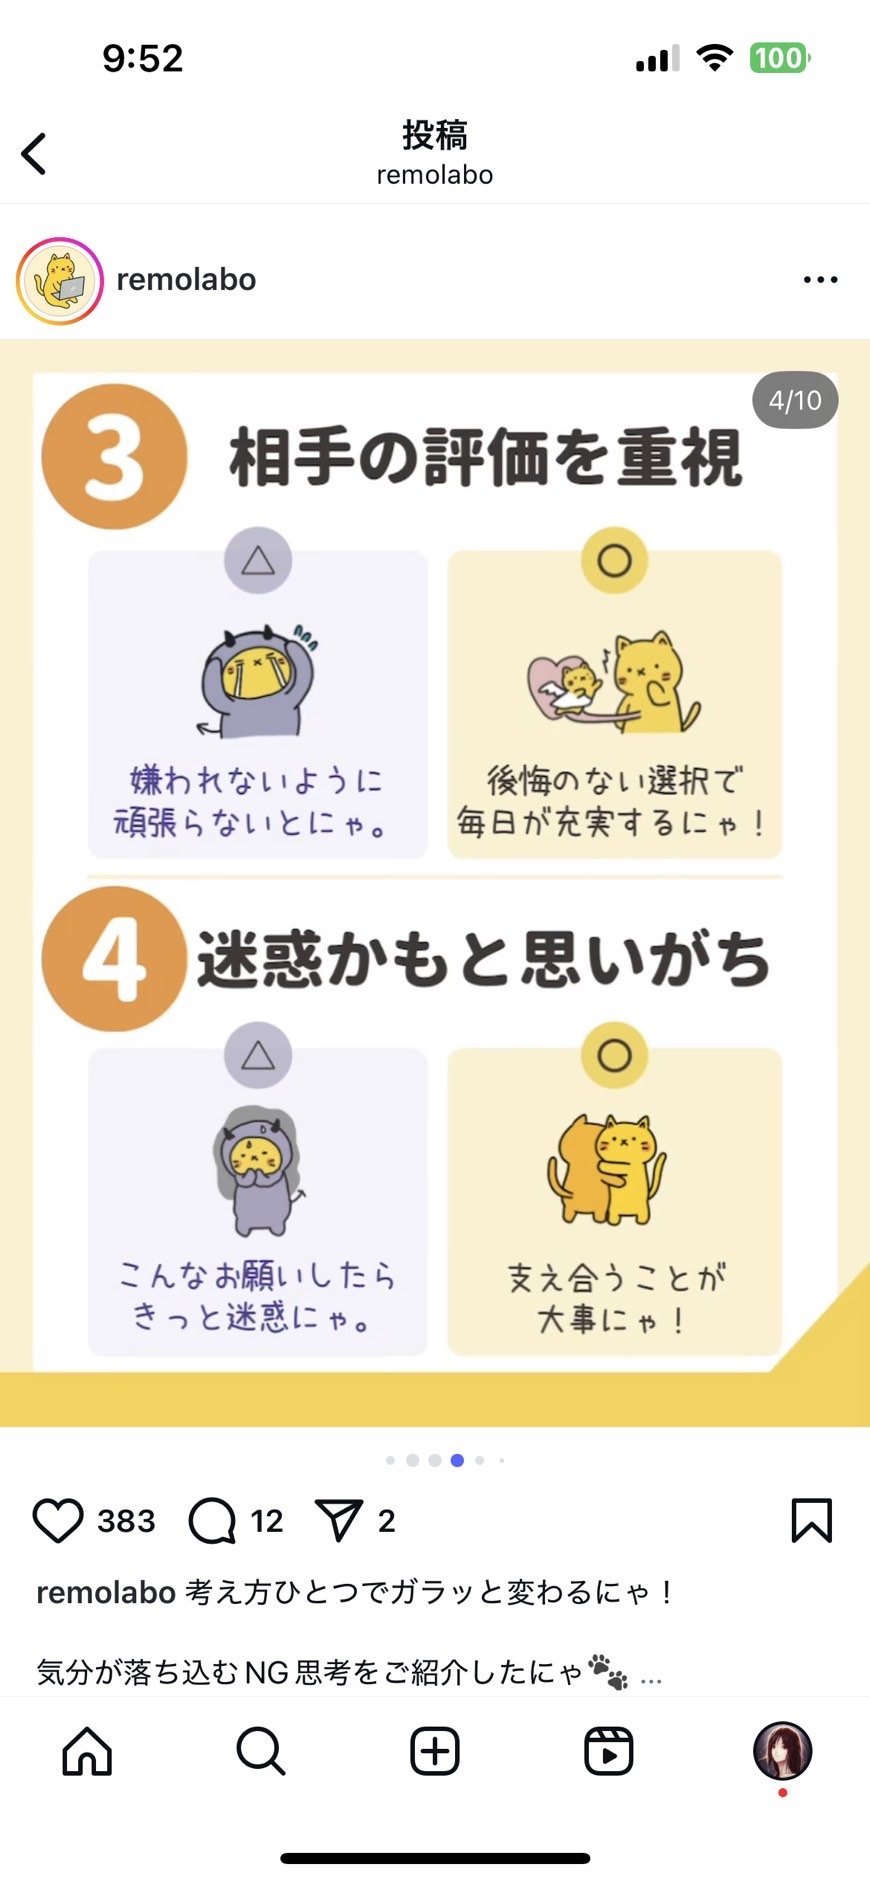 9:52
100
投稿
remolabo
remolabo
4/10
3 相手の評価を重視
△
嫌われないように
頑張らないとにゃ。
○
後悔のない選択で
毎日が充実するにゃ！
4 迷惑かもと思いがち
△
こんなお願いしたら
きっと迷惑にゃ。
○
支え合うことが
大事にゃ！
383 12 2
remolabo 考え方ひとつでガラッと変わるにゃ！
気分が落ち込むNG思考をご紹介したにゃ🐾 ...